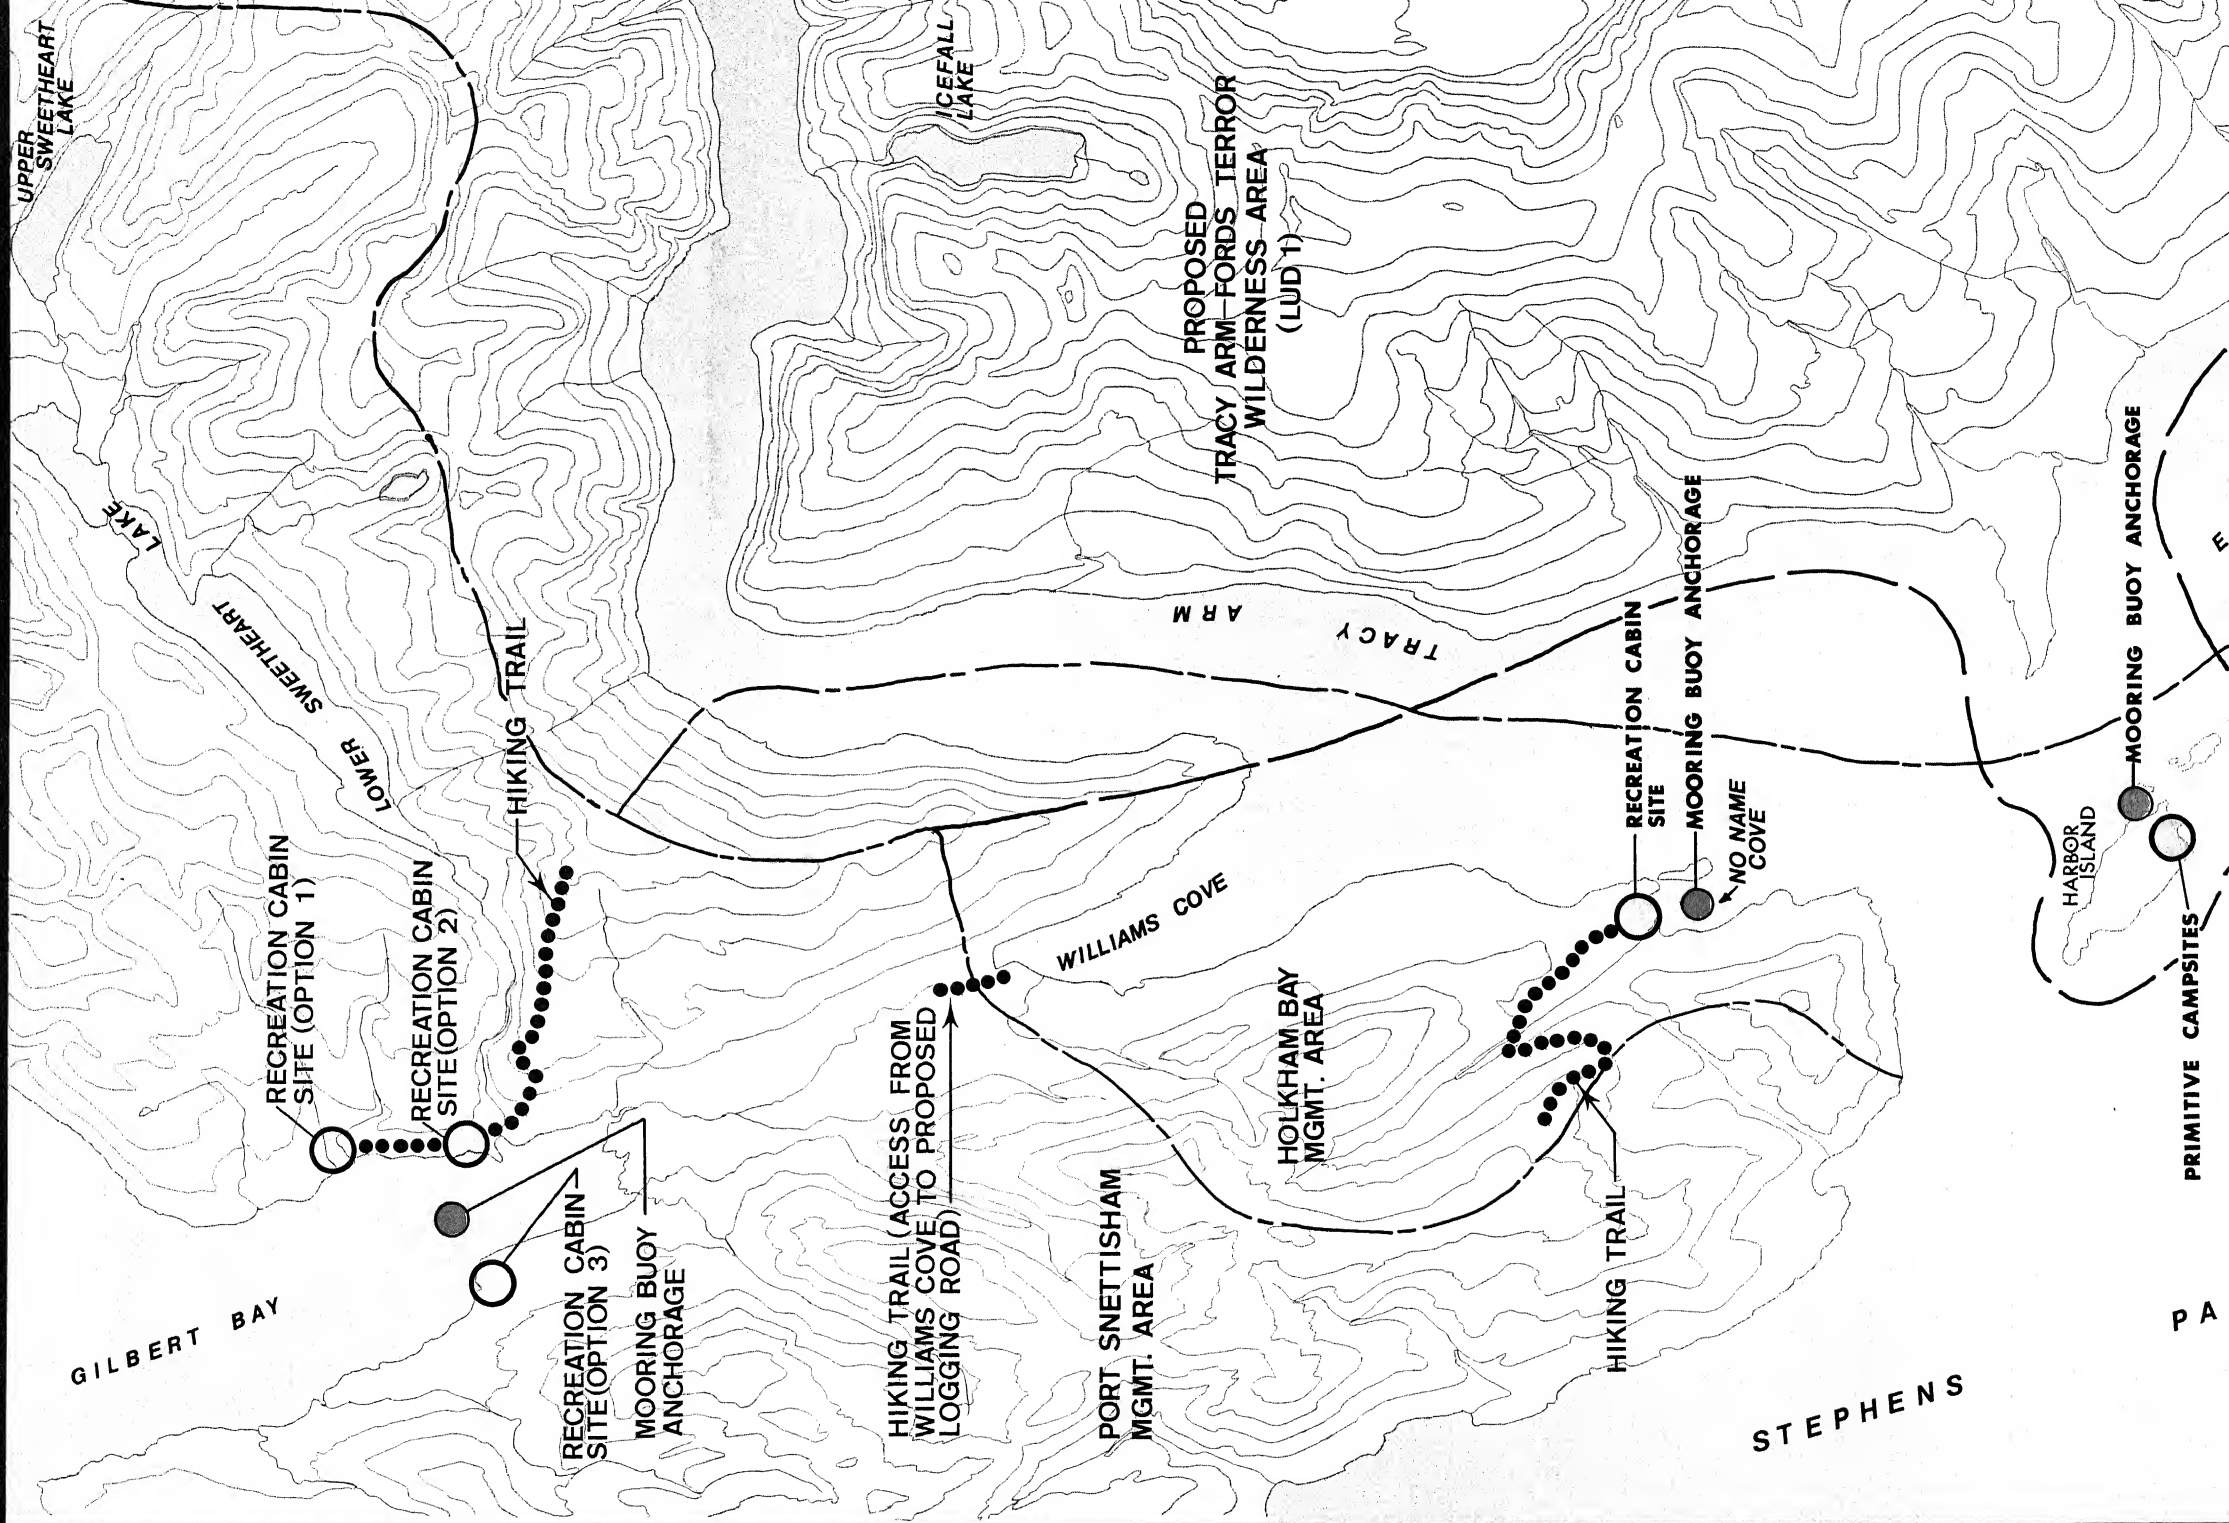 UPPER
SWEETHEART
LAKE
ICEFALL
LAKE
PROPOSED
TRACY ARM-FORDS TERROR
WILDERNESS AREA
(LUD 1)
LOWER SWEETHEART LAKE
HIKING TRAIL
TRACY ARM
RECREATION CABIN
SITE (OPTION 1)
RECREATION CABIN
SITE (OPTION 2)
RECREATION CABIN
SITE (OPTION 3)
MOORING BUOY
ANCHORAGE
GILBERT BAY
HIKING TRAIL (ACCESS FROM
WILLIAMS COVE TO PROPOSED
LOGGING ROAD)
WILLIAMS COVE
PORT SNETTISHAM
MGMT. AREA
HOLKHAM BAY
MGMT. AREA
RECREATION CABIN
SITE
MOORING BUOY ANCHORAGE
NO NAME
COVE
HIKING TRAIL
MOORING BUOY ANCHORAGE
HARBOR
ISLAND
PRIMITIVE CAMPSITES
STEPHENS
PA
E